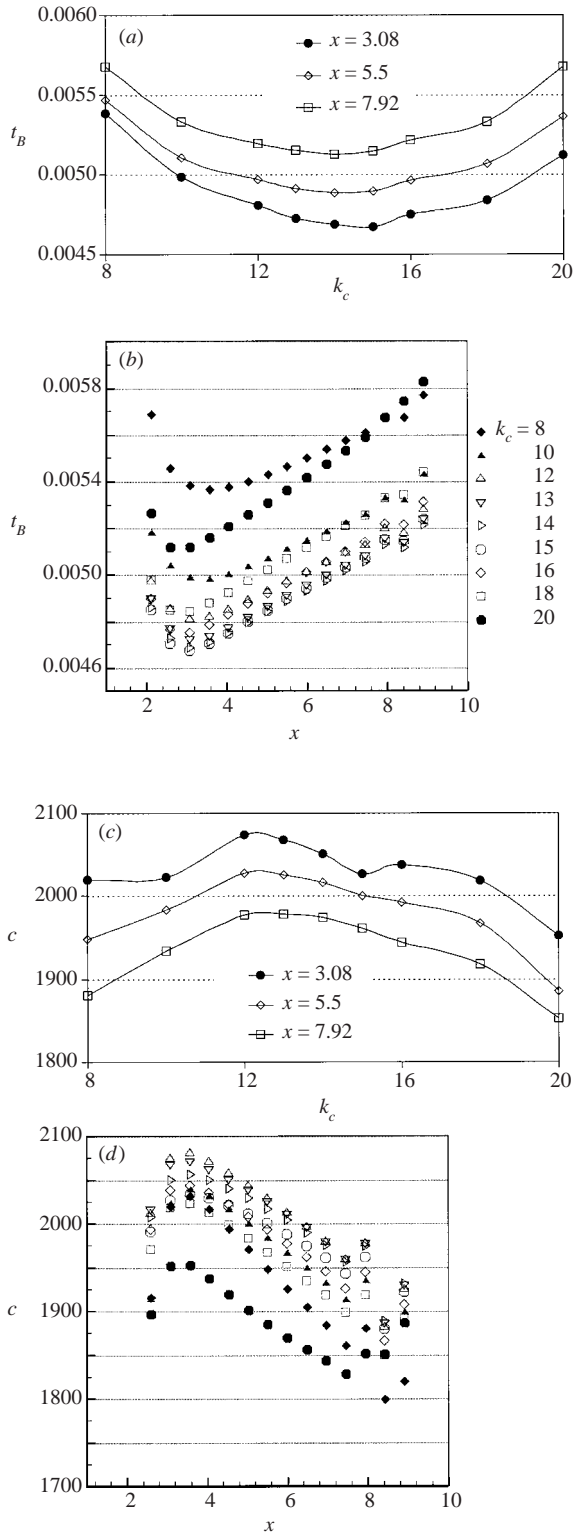 0.0060
(a)
x = 3.08
x = 5.5
x = 7.92
0.0055
t_B
0.0050
0.0045
8 12 16 20
k_c
(b)
0.0058
0.0054
t_B
0.0050
0.0046
2 4 6 8 10
x
k_c = 8
10
12
13
14
15
16
18
20
2100
(c)
2000
c
1900
x = 3.08
x = 5.5
x = 7.92
1800
8 12 16 20
k_c
2100
(d)
2000
c
1900
1800
1700
2 4 6 8 10
x